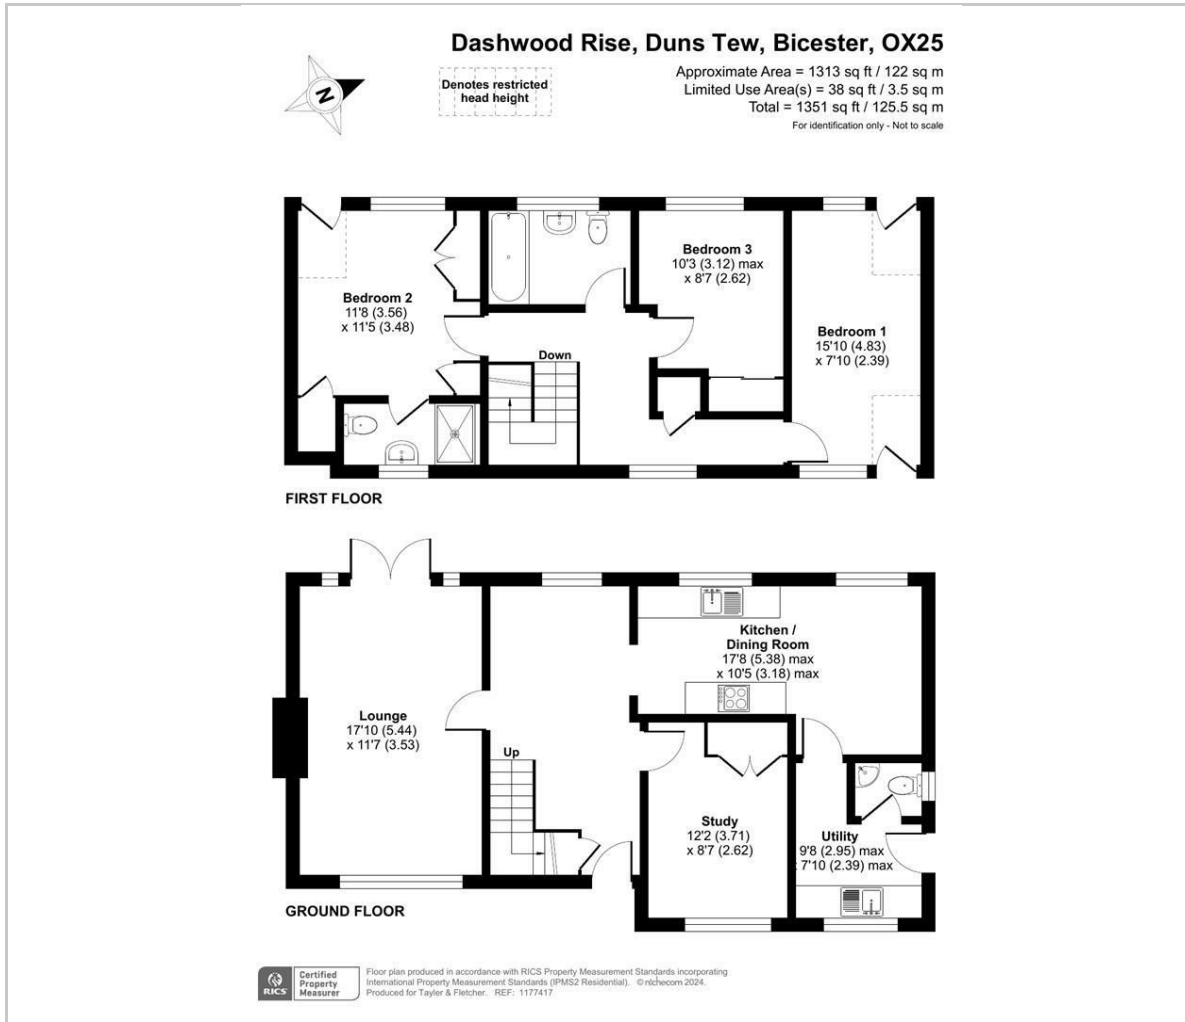 Dashwood Rise, Duns Tew, Bicester, OX25
Approximate Area = 1313 sq ft / 122 sq m
Limited Use Area(s) = 38 sq ft / 3.5 sq m
Total = 1351 sq ft / 125.5 sq m
For identification only - Not to scale
Denotes restricted
head height
N
Bedroom 2
11'8 (3.56)
x 11'5 (3.48)
Down
Bedroom 3
10'3 (3.12) max
x 8'7 (2.62)
Bedroom 1
15'10 (4.83)
x 7'10 (2.39)
FIRST FLOOR
Lounge
17'10 (5.44)
x 11'7 (3.53)
Up
Kitchen /
Dining Room
17'8 (5.38) max
x 10'5 (3.18) max
Study
12'2 (3.71)
x 8'7 (2.62)
Utility
9'8 (2.95) max
x 7'10 (2.39) max
GROUND FLOOR
RICS
Certified
Property
Measurer
Floor plan produced in accordance with RICS Property Measurement Standards incorporating
International Property Measurement Standards (IPMS2 Residential). © nichecom 2024.
Produced for Tayler & Fletcher. REF: 1177417